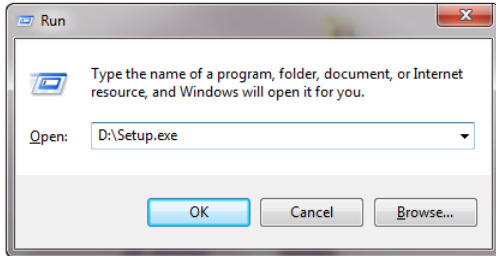 Run
Type the name of a program, folder, document, or Internet
resource, and Windows will open it for you.
Open: D:\Setup.exe
OK Cancel Browse...